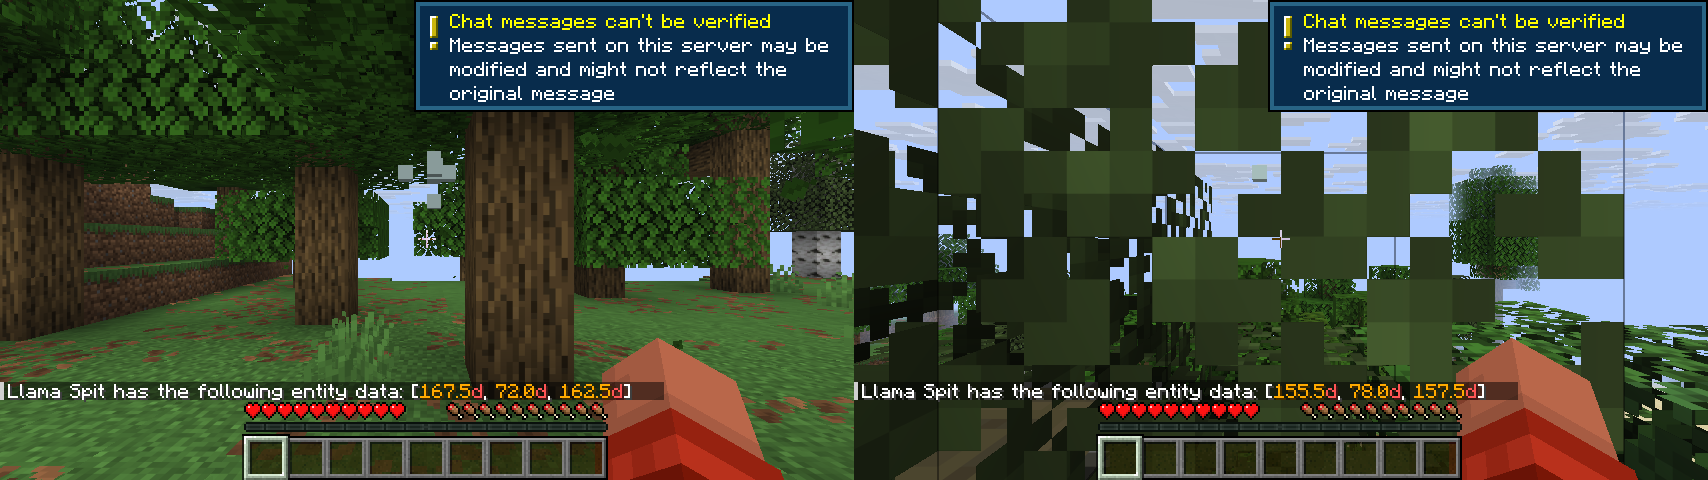 Chat messages can't be verified
Messages sent on this server may be
modified and might not reflect the
original message
Llama Spit has the following entity data: [167.5d, 72.0d, 162.5d]
Chat messages can't be verified
Messages sent on this server may be
modified and might not reflect the
original message
Llama Spit has the following entity data: [155.5d, 78.0d, 157.5d]